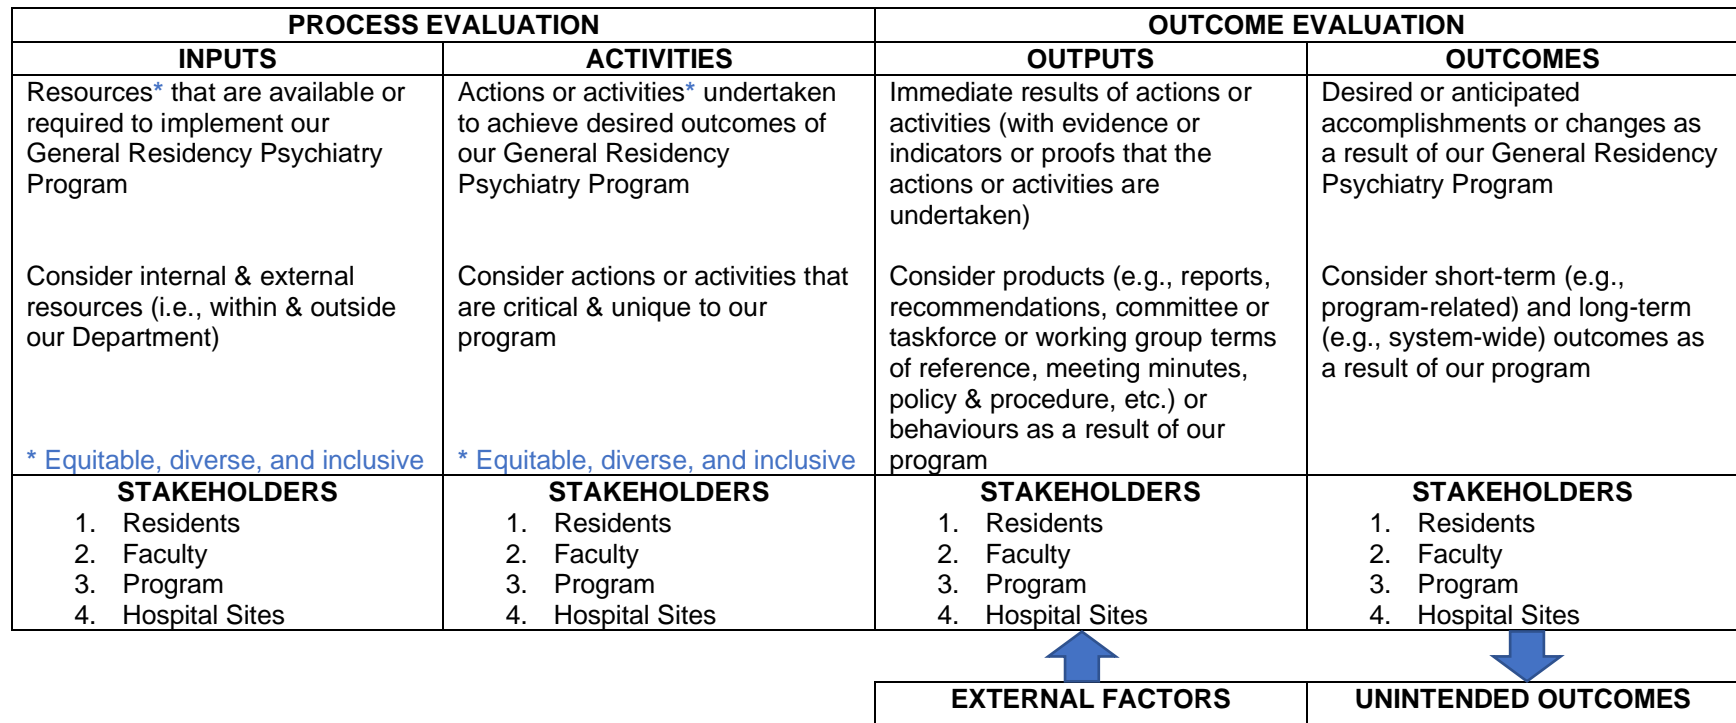 PROCESS EVALUATION
OUTCOME EVALUATION
INPUTS
ACTIVITIES
OUTPUTS
OUTCOMES
Resources* that are available or
required to implement our
General Residency Psychiatry
Program
Consider internal & external
resources (i.e., within & outside
our Department)
* Equitable, diverse, and inclusive
Actions or activities* undertaken
to achieve desired outcomes of
our General Residency
Psychiatry Program
Consider actions or activities that
are critical & unique to our
program
* Equitable, diverse, and inclusive
Immediate results of actions or
activities (with evidence or
indicators or proofs that the
actions or activities are
undertaken)
Consider products (e.g., reports,
recommendations, committee or
taskforce or working group terms
of reference, meeting minutes,
policy & procedure, etc.) or
behaviours as a result of our
program
Desired or anticipated
accomplishments or changes as
a result of our General Residency
Psychiatry Program
Consider short-term (e.g.,
program-related) and long-term
(e.g., system-wide) outcomes as
a result of our program
STAKEHOLDERS
1. Residents
2. Faculty
3. Program
4. Hospital Sites
STAKEHOLDERS
1. Residents
2. Faculty
3. Program
4. Hospital Sites
STAKEHOLDERS
1. Residents
2. Faculty
3. Program
4. Hospital Sites
STAKEHOLDERS
1. Residents
2. Faculty
3. Program
4. Hospital Sites
EXTERNAL FACTORS
UNINTENDED OUTCOMES